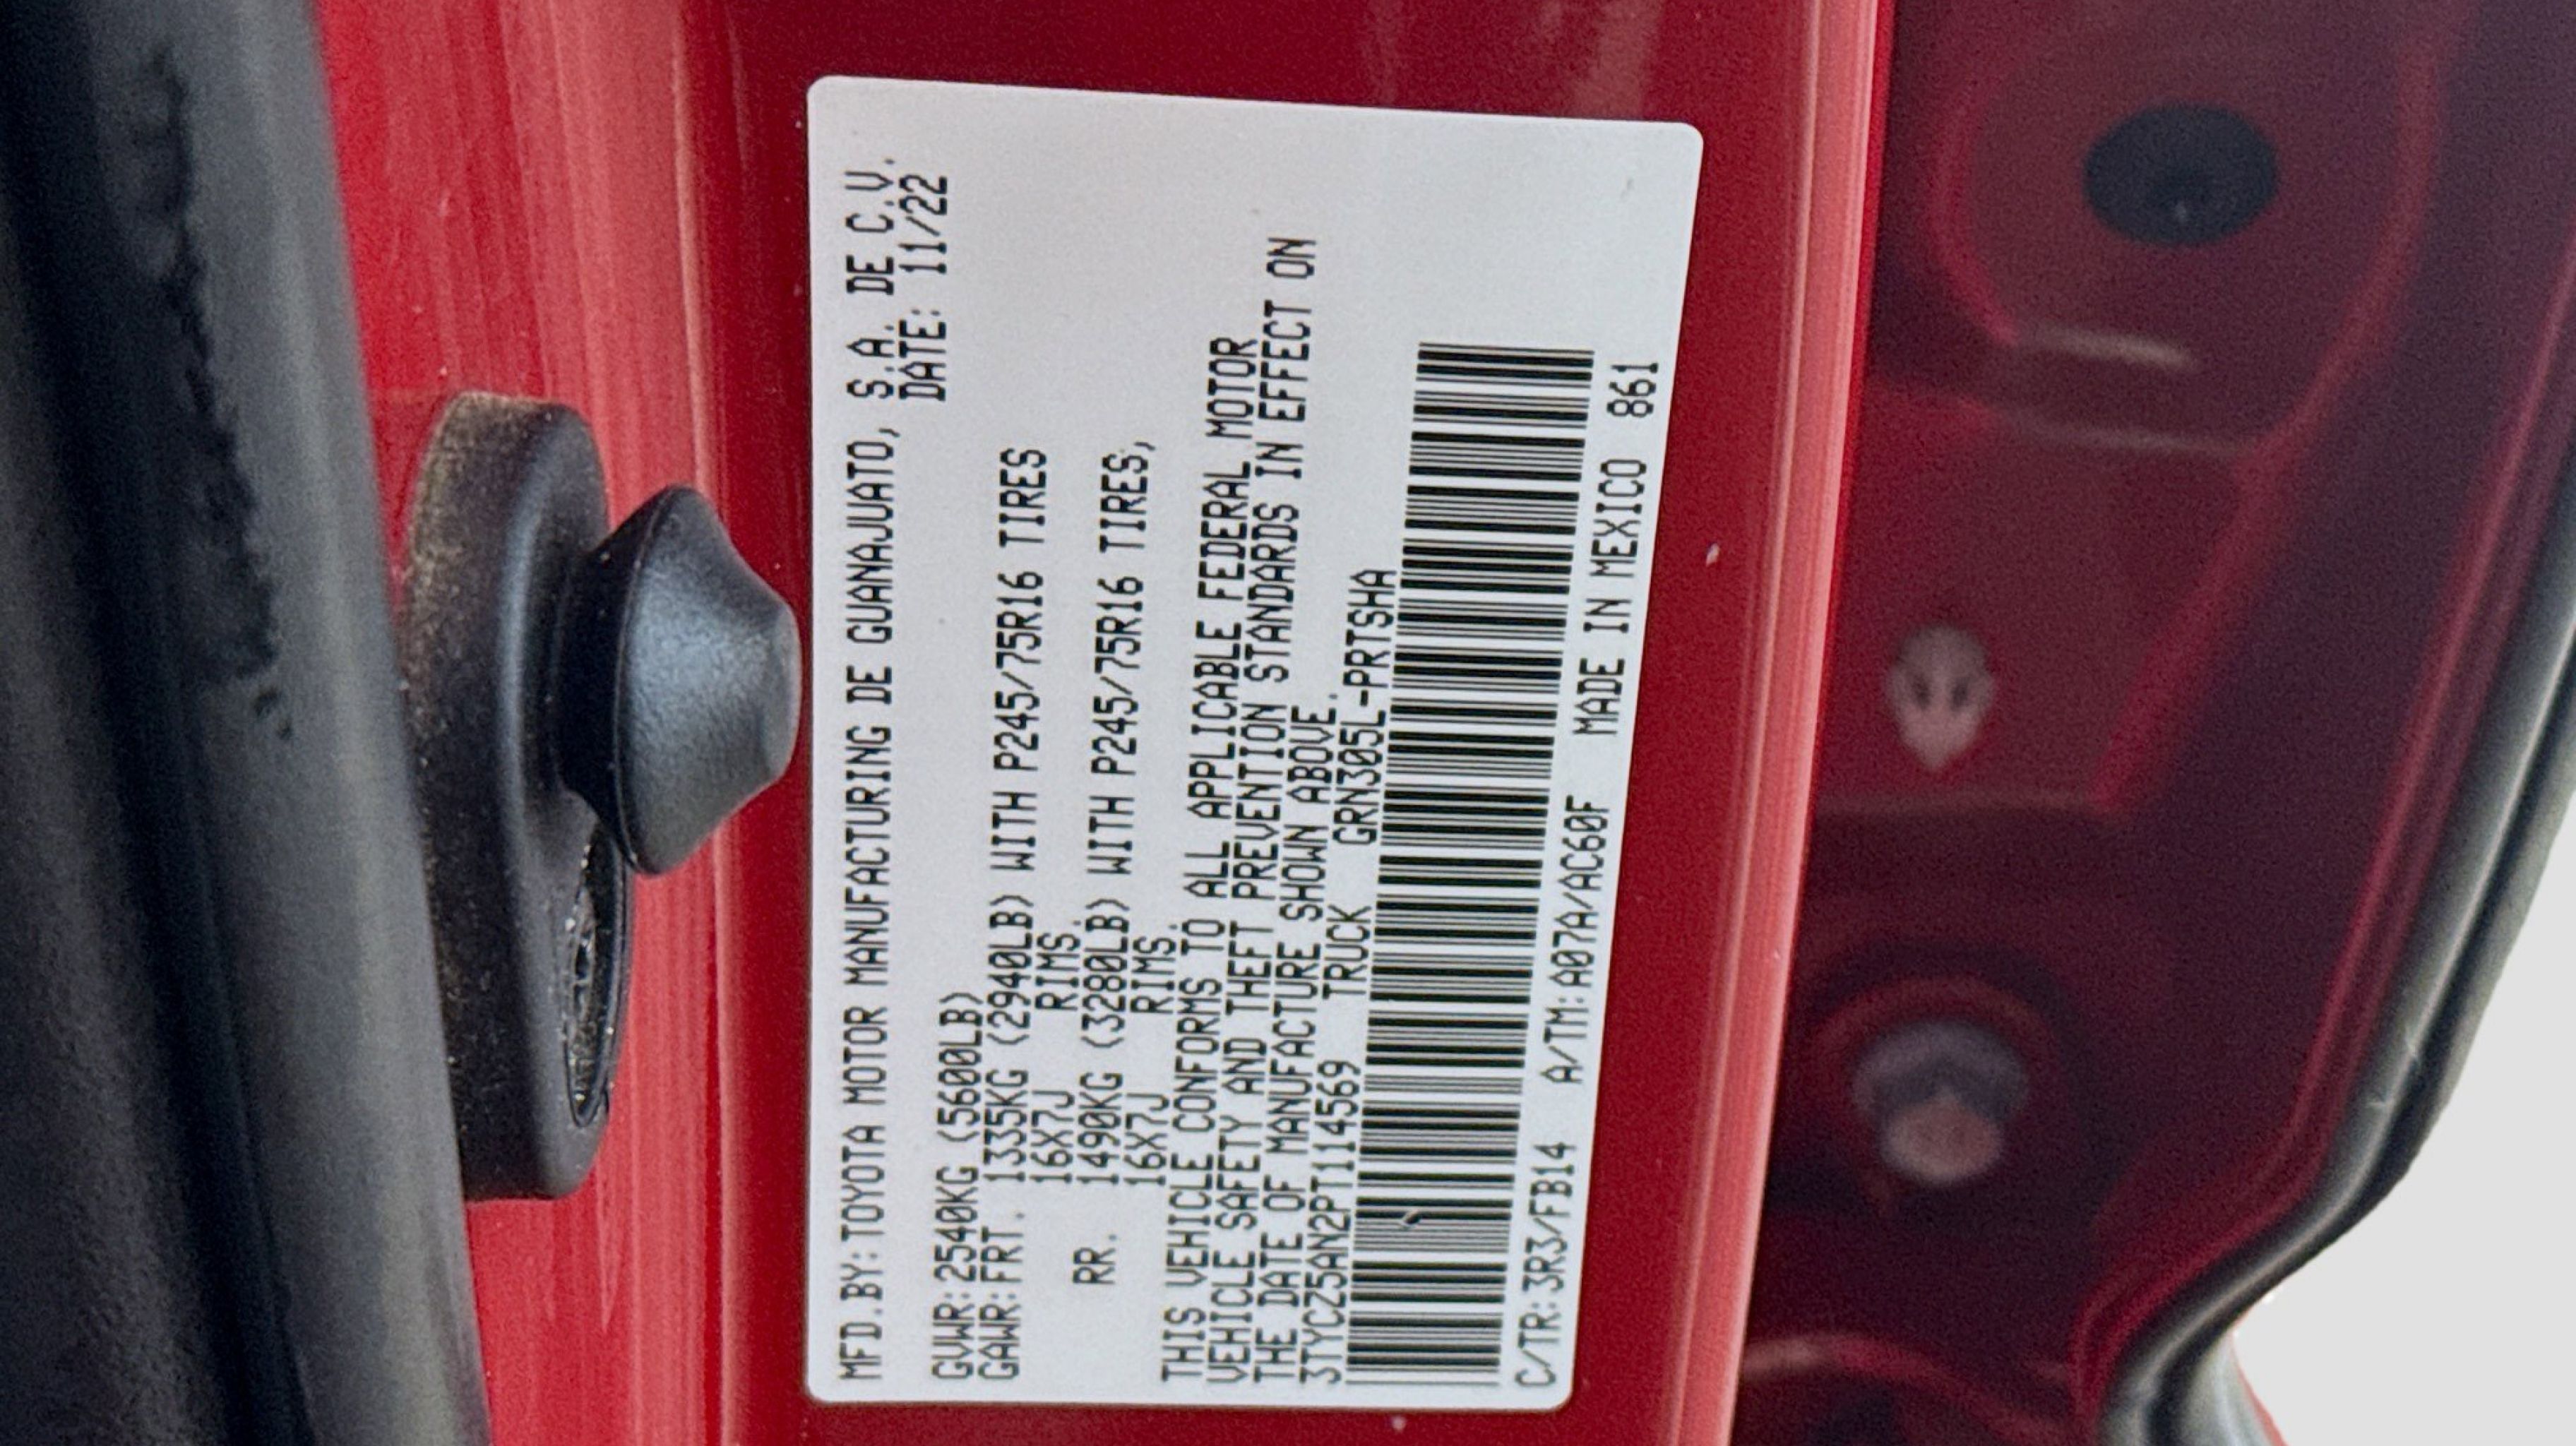 MFD.BY:TOYOTA MOTOR MANUFACTURING DE GUANAJUATO, S.A. DE C.V.
DATE: 11/22
GVWR:2540KG (5600LB)
GAWR:FRT. 1335KG (2940LB) WITH P245/75R16 TIRES
16X7J RIMS.
RR. 1490KG (3280LB) WITH P245/75R16 TIRES,
16X7J RIMS.
THIS VEHICLE CONFORMS TO ALL APPLICABLE FEDERAL MOTOR
VEHICLE SAFETY AND THEFT PREVENTION STANDARDS IN EFFECT ON
THE DATE OF MANUFACTURE SHOWN ABOVE.
3TYCZ5AN2PT114569 TRUCK GRN305L-PRTSHA
C/TR:3R3/FB14 A/TM:A07A/AC60F MADE IN MEXICO 861